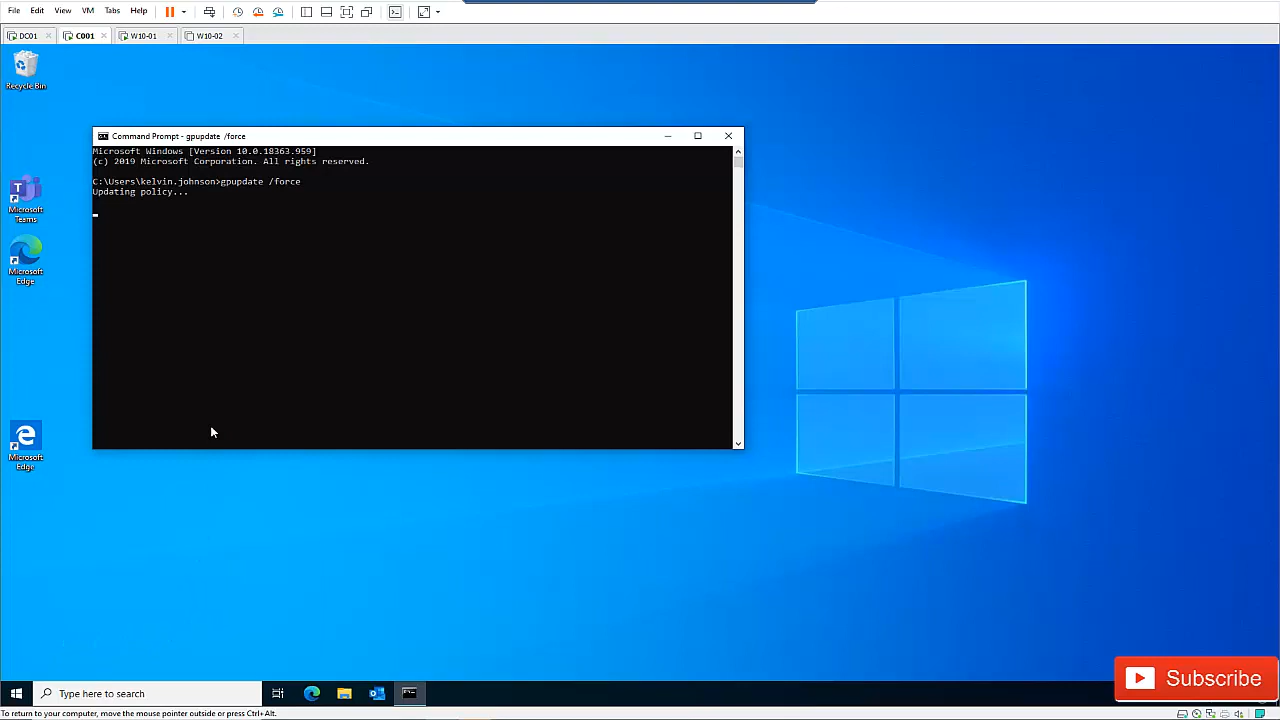 File Edit View VM Tabs Help
DC01 C001 W10-01 W10-02
Recycle Bin
Command Prompt - gpupdate /force
Microsoft Windows [Version 10.0.18363.959]
(c) 2019 Microsoft Corporation. All rights reserved.
C:\Users\kelvin.johnson>gpupdate /force
Updating policy...
Microsoft
Teams
Microsoft
Edge
Microsoft
Edge
Subscribe
Type here to search
To return to your computer, move the mouse pointer outside or press Ctrl+Alt.